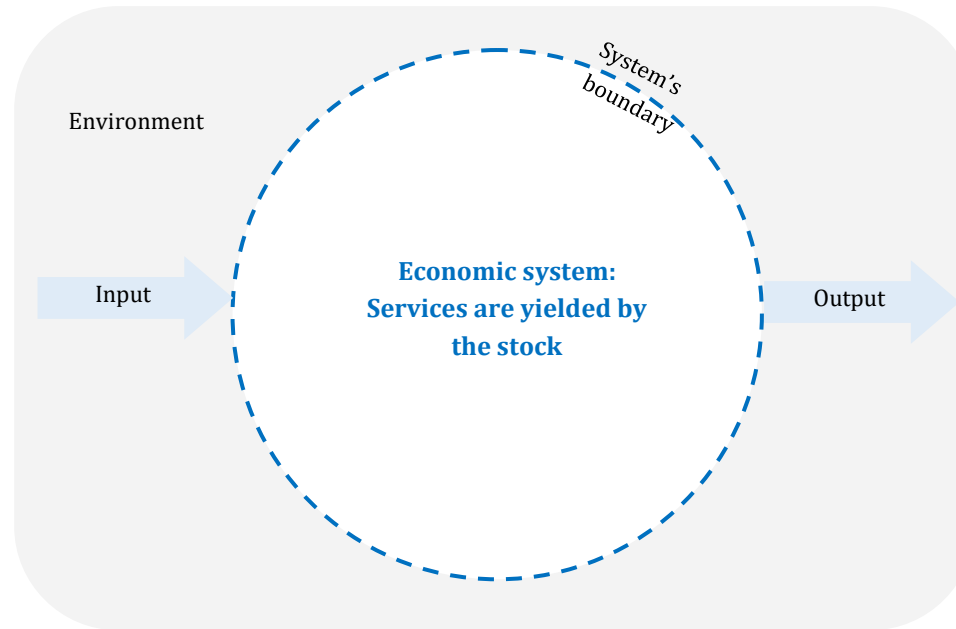 System’s
boundary
Environment
Economic system:
Services are yielded by
the stock
Input
Output